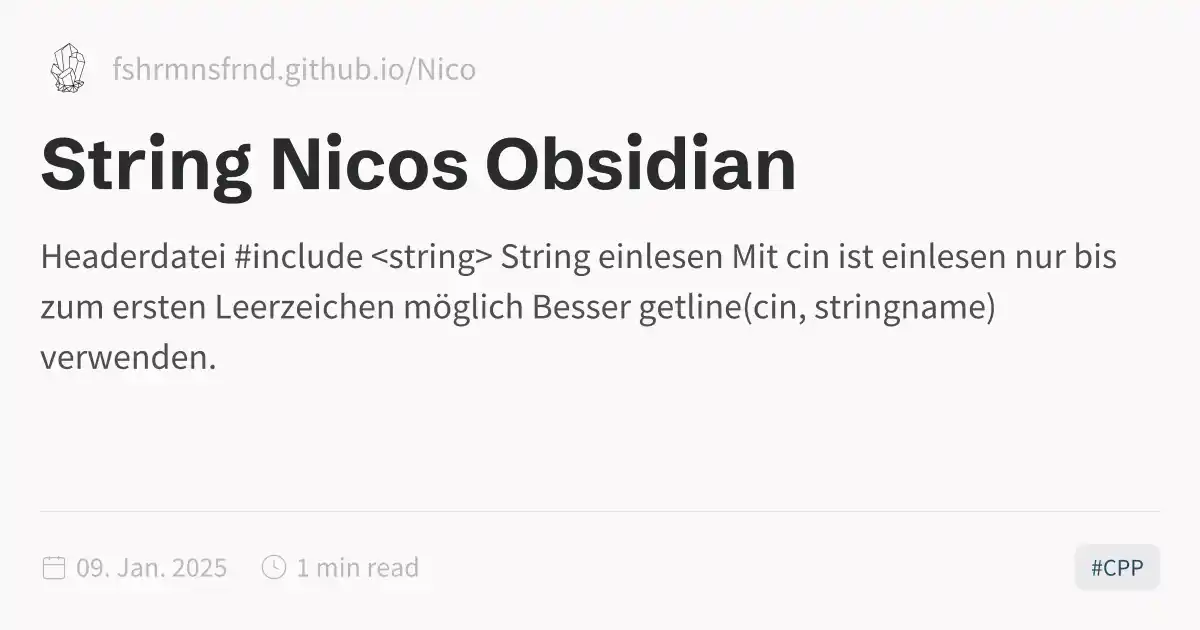 fshrmnsfrnd.github.io/Nico
String Nicos Obsidian
Headerdatei #include <string> String einlesen Mit cin ist einlesen nur bis
zum ersten Leerzeichen möglich Besser getline(cin, stringname)
verwenden.
09. Jan. 2025 1 min read #CPP